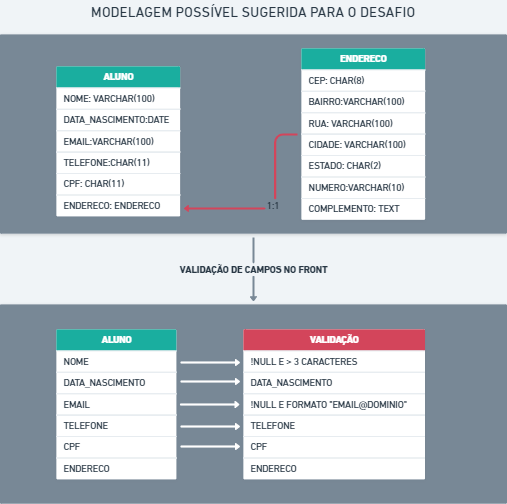 MODELAGEM POSSÍVEL SUGERIDA PARA O DESAFIO
ALUNO
NOME: VARCHAR(100)
DATA_NASCIMENTO:DATE
EMAIL:VARCHAR(100)
TELEFONE:CHAR(11)
CPF: CHAR(11)
ENDERECO: ENDERECO
ENDERECO
CEP: CHAR(8)
BAIRRO:VARCHAR(100)
RUA: VARCHAR(100)
CIDADE: VARCHAR(100)
ESTADO: CHAR(2)
NUMERO:VARCHAR(10)
COMPLEMENTO: TEXT
1:1
VALIDAÇÃO DE CAMPOS NO FRONT
ALUNO
NOME
DATA_NASCIMENTO
EMAIL
TELEFONE
CPF
ENDERECO
VALIDAÇÃO
!NULL E > 3 CARACTERES
DATA_NASCIMENTO
!NULL E FORMATO "EMAIL@DOMINIO"
TELEFONE
CPF
ENDERECO